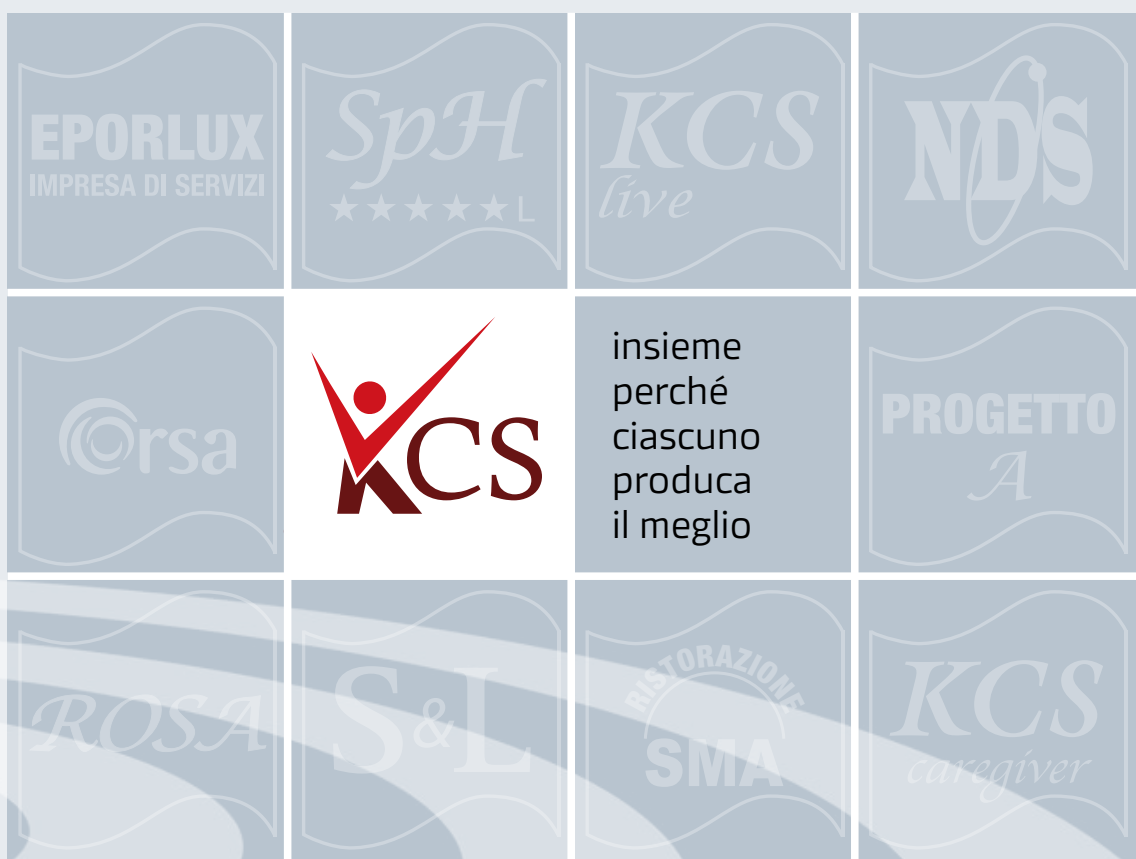 EPORLUX
IMPRESA DI SERVIZI
SpH
★★★★★L
KCS
live
NDS
Orsa
KCS
insieme
perché
ciascuno
produca
il meglio
PROGETTO
A
ROSA
S&L
RISTORAZIONE
SMA
KCS
caregiver